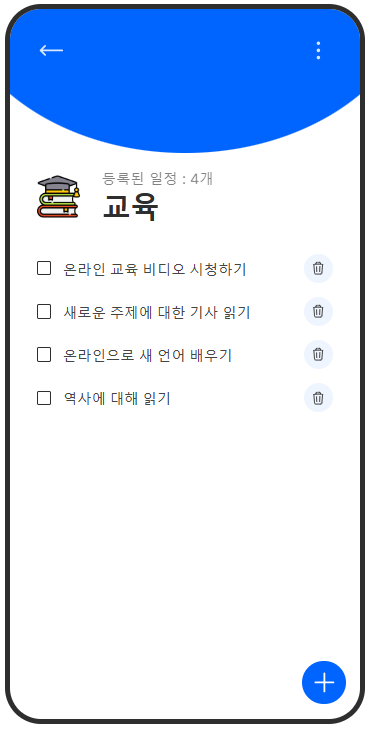 등록된 일정 : 4개
교육
온라인 교육 비디오 시청하기
새로운 주제에 대한 기사 읽기
온라인으로 새 언어 배우기
역사에 대해 읽기